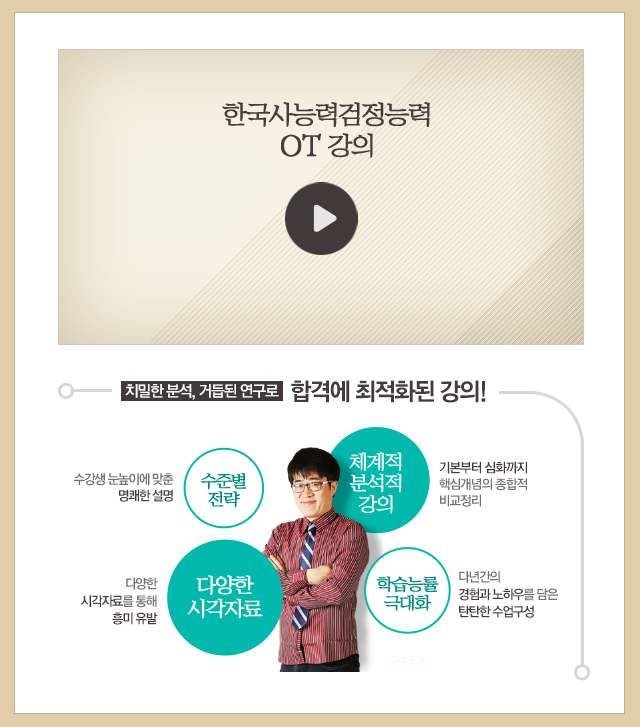 한국사능력검정능력
OT 강의
치밀한 분석, 거듭된 연구로 합격에 최적화된 강의!
수강생 눈높이에 맞춘
명쾌한 설명
수준별
전략
체계적
분석적
강의
기본부터 심화까지
핵심개념의 종합적
비교정리
다양한
시각자료를 통해
흥미 유발
다양한
시각자료
학습능률
극대화
다년간의
경험과 노하우를 담은
탄탄한 수업구성